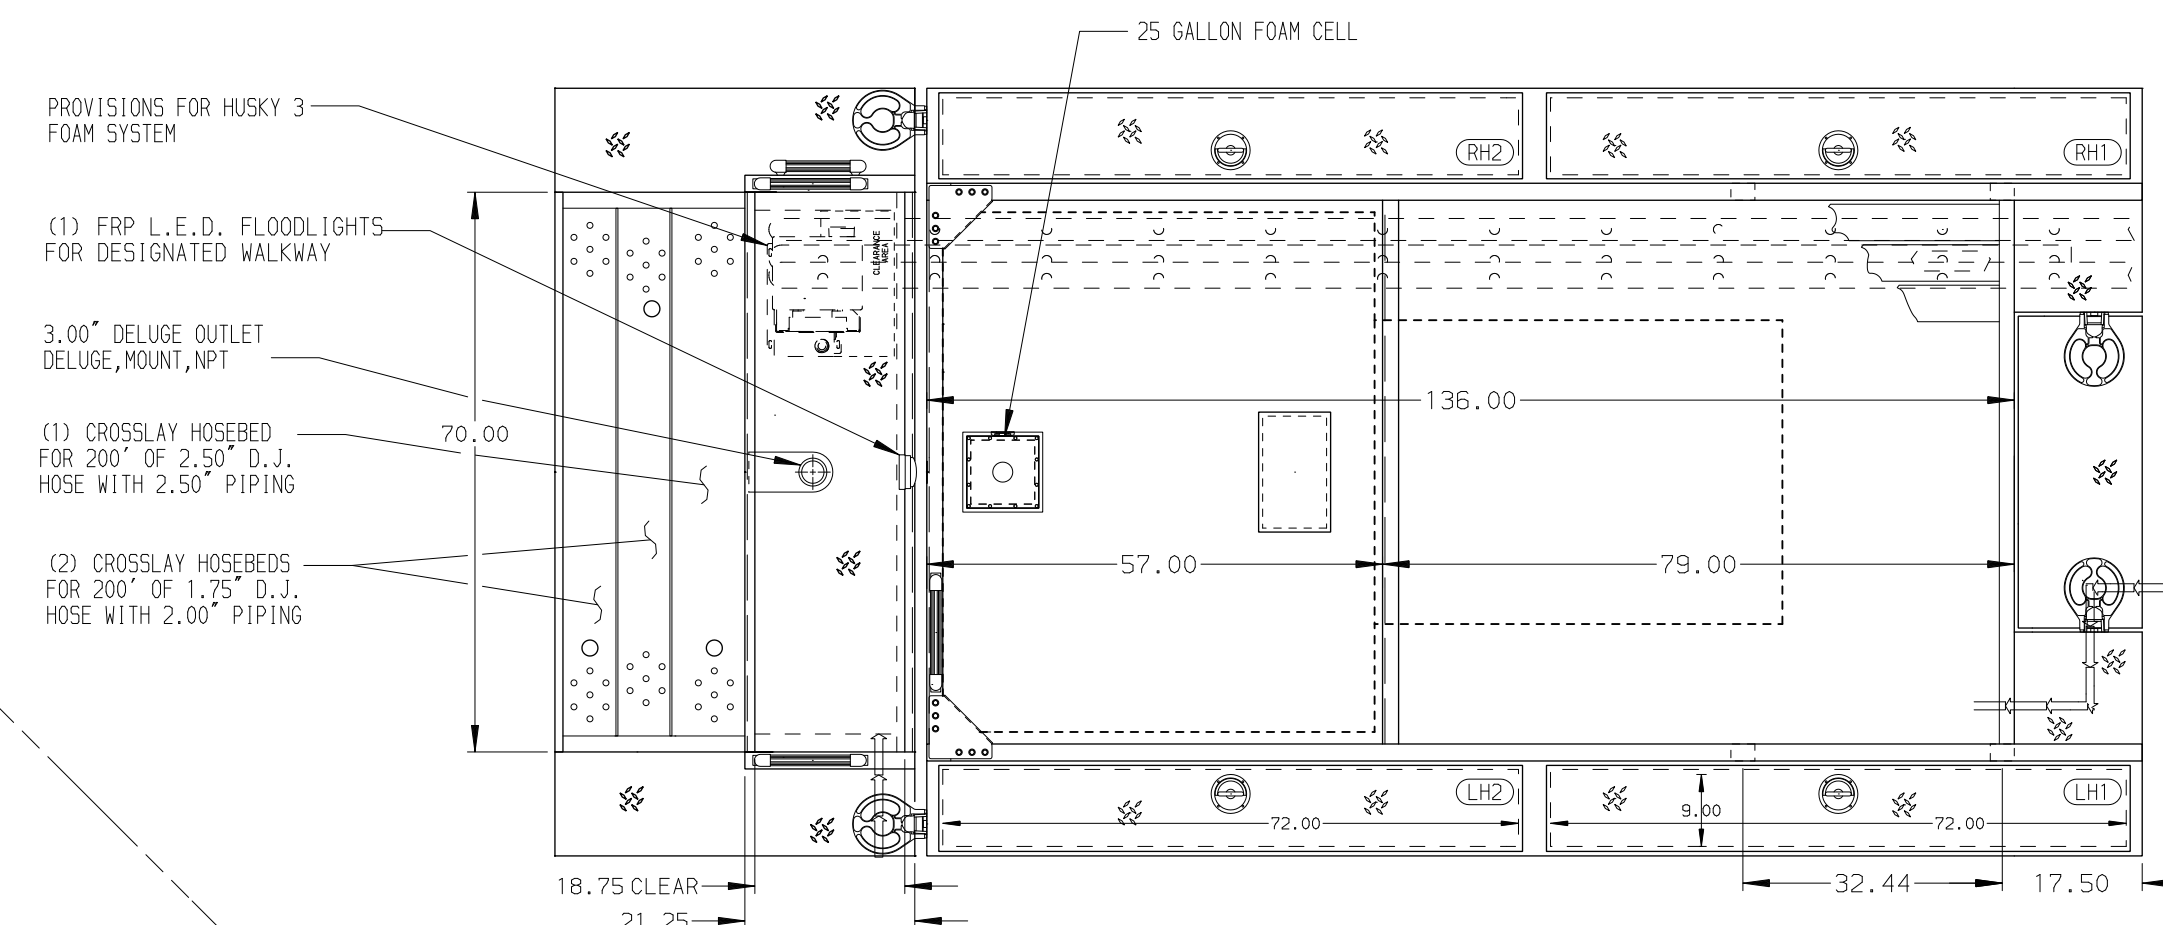 25 GALLON FOAM CELL
PROVISIONS FOR HUSKY 3
FOAM SYSTEM
RH2
RH1
(1) FRP L.E.D. FLOODLIGHTS
FOR DESIGNATED WALKWAY
CLEARANCE
AREA
3.00" DELUGE OUTLET
DELUGE,MOUNT,NPT
136.00
(1) CROSSLAY HOSEBED
FOR 200' OF 2.50" D.J.
HOSE WITH 2.50" PIPING
70.00
(2) CROSSLAY HOSEBEDS
FOR 200' OF 1.75" D.J.
HOSE WITH 2.00" PIPING
57.00
79.00
LH2
LH1
72.00
9.00
72.00
18.75 CLEAR
32.44
17.50
21.25